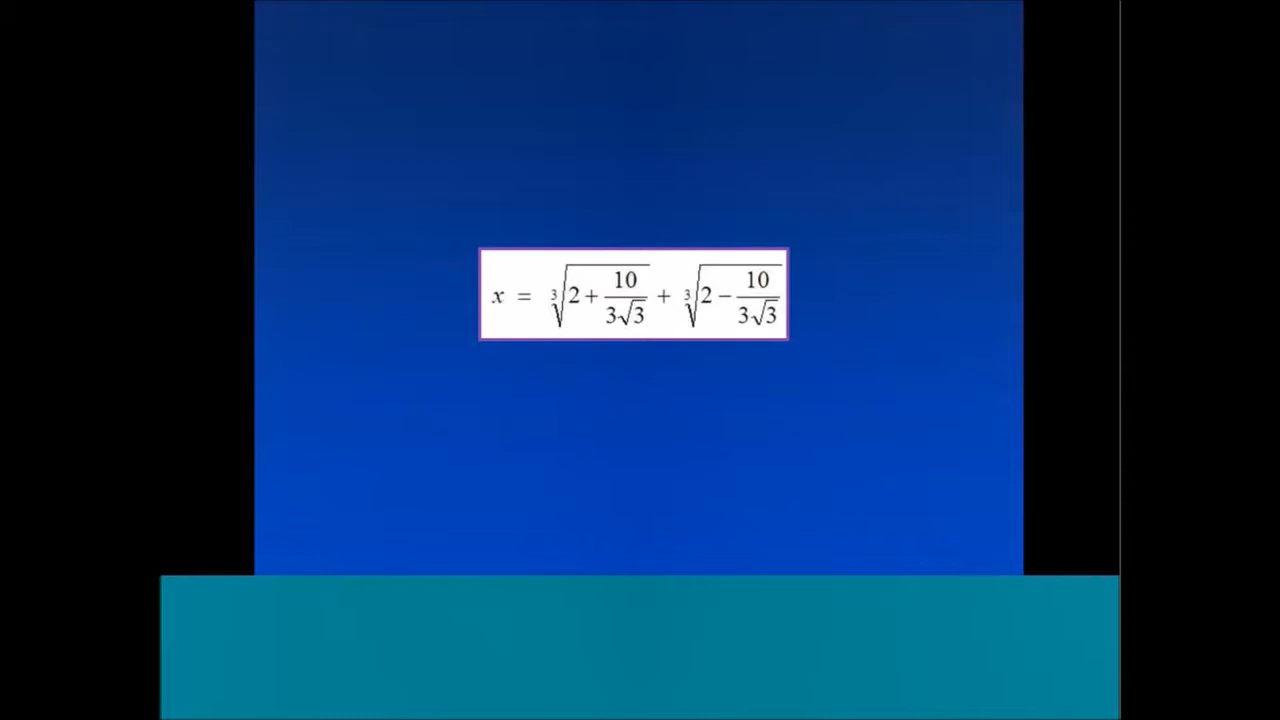 x = ∛(2 + 10/(3√3)) + ∛(2 − 10/(3√3))